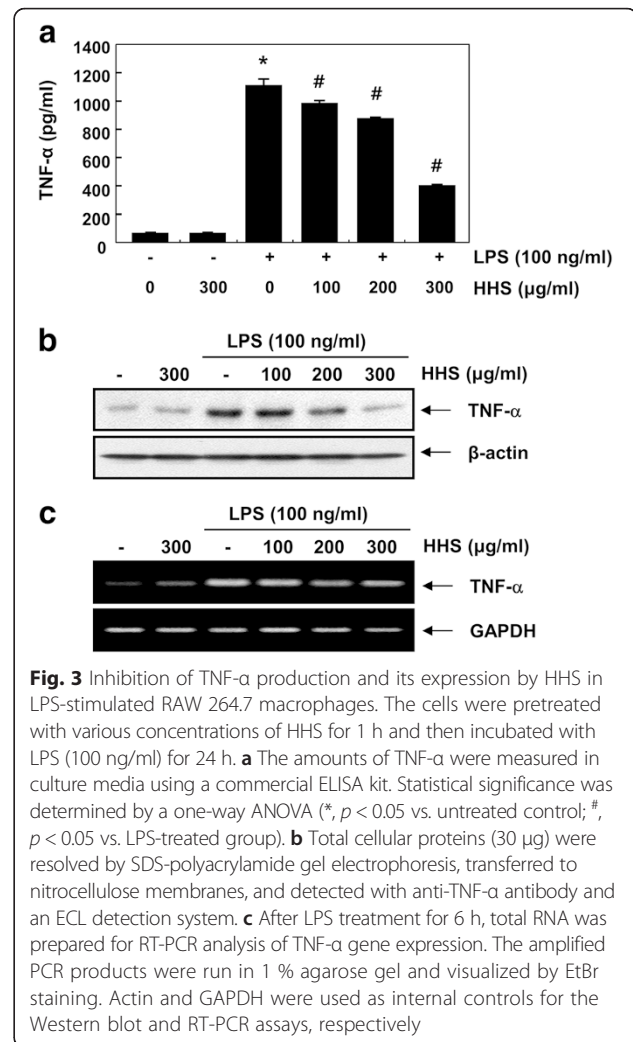 a
1400
1200
1000
800
600
400
200
0
TNF-α (pg/ml)
* # # #
- - + + + + LPS (100 ng/ml)
0 300 0 100 200 300 HHS (µg/ml)
b
LPS (100 ng/ml)
- 300 - 100 200 300 HHS (µg/ml)
TNF-α
β-actin
c
LPS (100 ng/ml)
- 300 - 100 200 300 HHS (µg/ml)
TNF-α
GAPDH
Fig. 3 Inhibition of TNF-α production and its expression by HHS in
LPS-stimulated RAW 264.7 macrophages. The cells were pretreated
with various concentrations of HHS for 1 h and then incubated with
LPS (100 ng/ml) for 24 h. a The amounts of TNF-α were measured in
culture media using a commercial ELISA kit. Statistical significance was
determined by a one-way ANOVA (*, p < 0.05 vs. untreated control; #,
p < 0.05 vs. LPS-treated group). b Total cellular proteins (30 µg) were
resolved by SDS-polyacrylamide gel electrophoresis, transferred to
nitrocellulose membranes, and detected with anti-TNF-α antibody and
an ECL detection system. c After LPS treatment for 6 h, total RNA was
prepared for RT-PCR analysis of TNF-α gene expression. The amplified
PCR products were run in 1 % agarose gel and visualized by EtBr
staining. Actin and GAPDH were used as internal controls for the
Western blot and RT-PCR assays, respectively